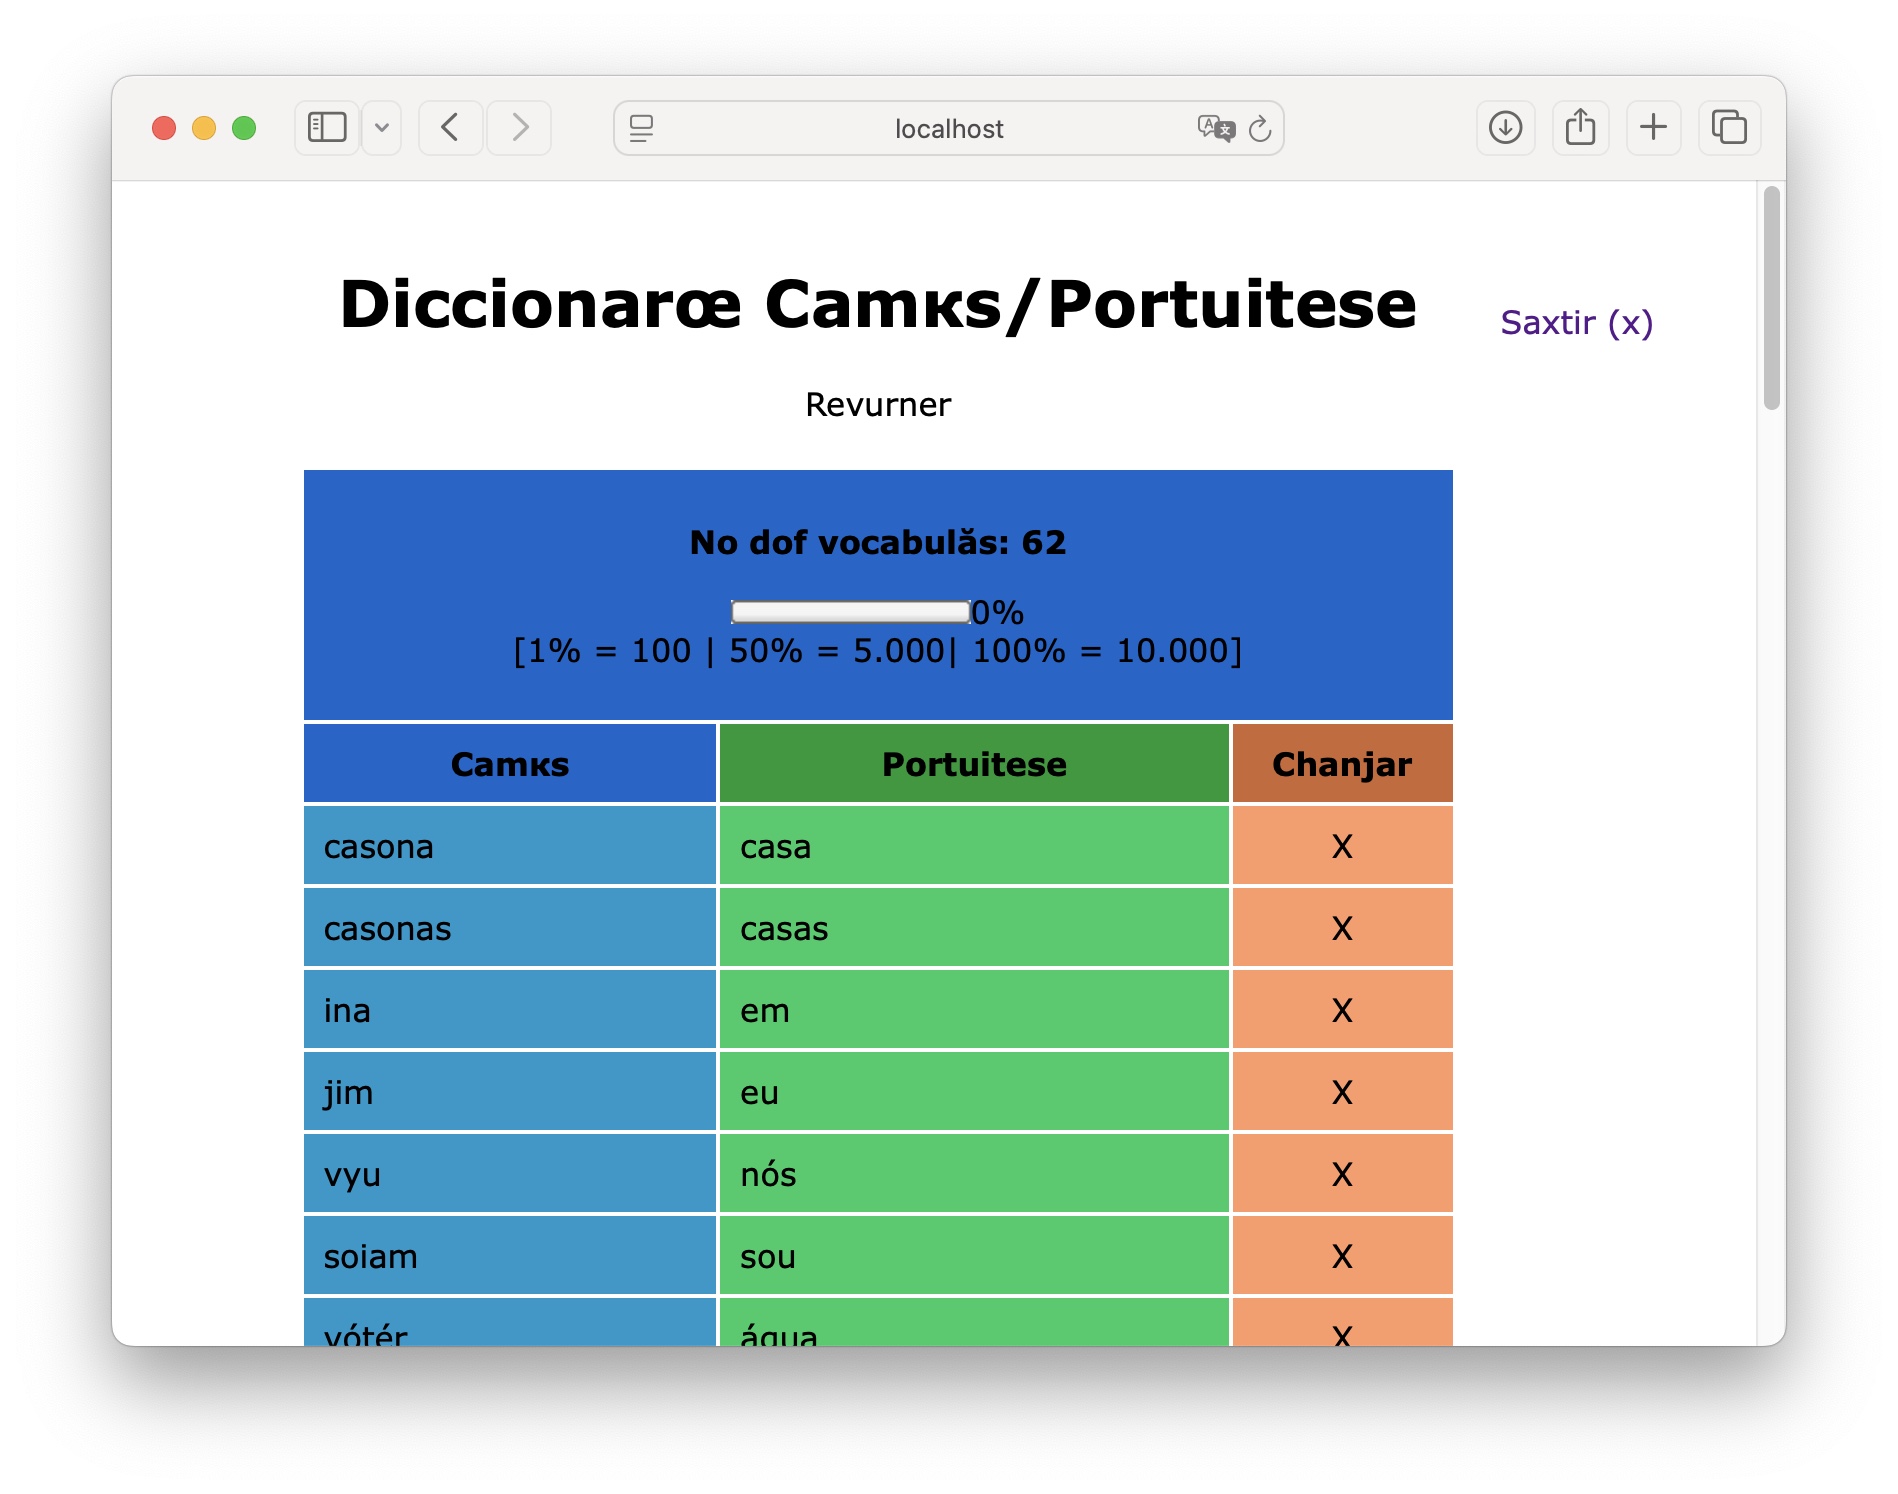 localhost
Diccionarœ Camκs/Portuitese
Saxtir (x)
Revurner
No dof vocabulăs: 62
0%
[1% = 100 | 50% = 5.000| 100% = 10.000]
Camκs Portuitese Chanjar
casona casa X
casonas casas X
ina em X
jim eu X
vyu nós X
soiam sou X
vótér água X